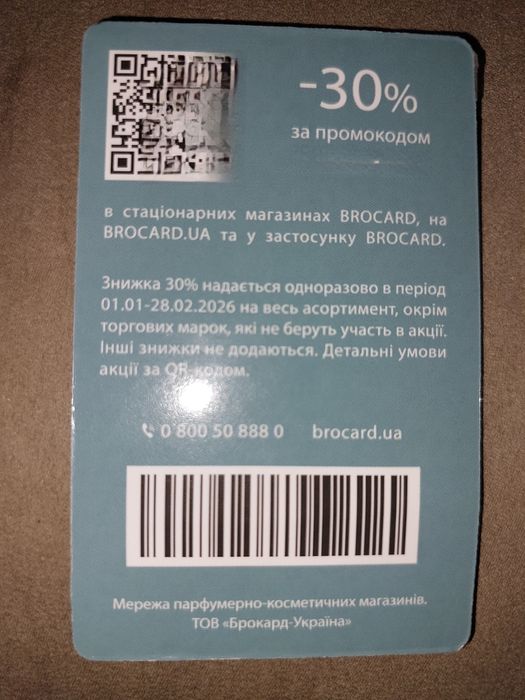 -30%
за промокодом
в стаціонарних магазинах BROCARD, на
BROCARD.UA та у застосунку BROCARD.
Знижка 30% надається одноразово в період
01.01-28.02.2026 на весь асортимент, окрім
торгових марок, які не беруть участь в акції.
Інші знижки не додаються. Детальні умови
акції за QR-кодом.
0 800 50 888 0 brocard.ua
Мережа парфумерно-косметичних магазинів.
ТОВ «Брокард-Україна»